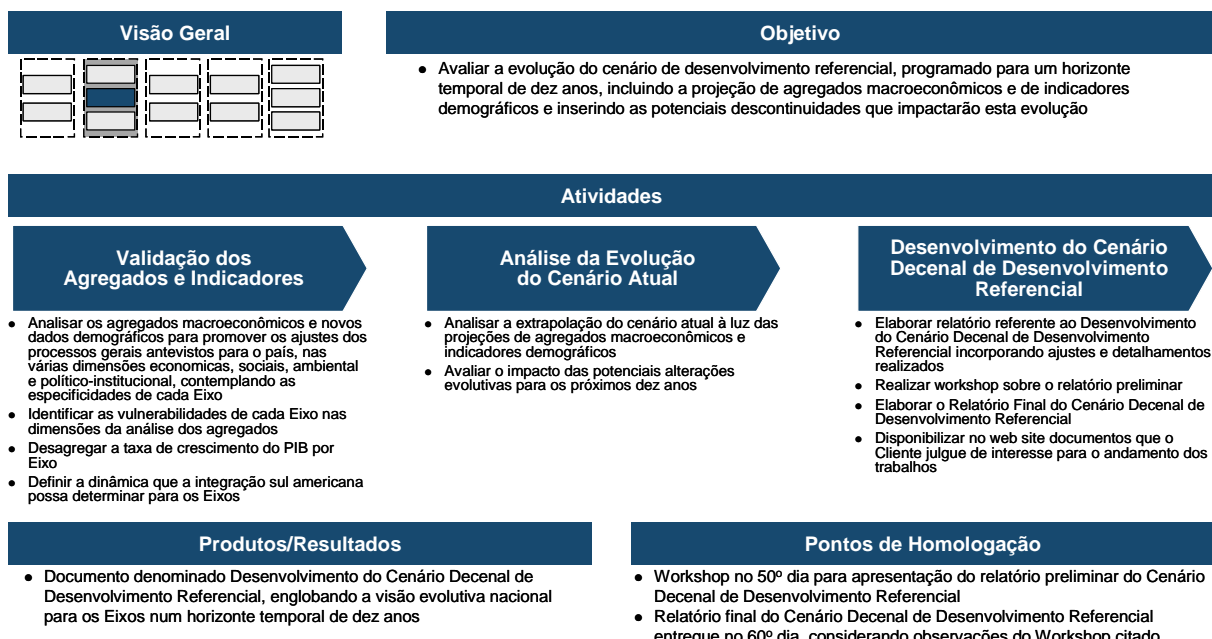 Visão Geral
Objetivo
● Avaliar a evolução do cenário de desenvolvimento referencial, programado para um horizonte
temporal de dez anos, incluindo a projeção de agregados macroeconômicos e de indicadores
demográficos e inserindo as potenciais descontinuidades que impactarão esta evolução
Atividades
Validação dos
Agregados e Indicadores
● Analisar os agregados macroeconômicos e novos
dados demográficos para promover os ajustes dos
processos gerais antevistos para o país, nas
várias dimensões economicas, sociais, ambiental
e político-institucional, contemplando as
especificidades de cada Eixo
● Identificar as vulnerabilidades de cada Eixo nas
dimensões da análise dos agregados
● Desagregar a taxa de crescimento do PIB por
Eixo
● Definir a dinâmica que a integração sul americana
possa determinar para os Eixos
Análise da Evolução
do Cenário Atual
● Analisar a extrapolação do cenário atual à luz das
projeções de agregados macroeconômicos e
indicadores demográficos
● Avaliar o impacto das potenciais alterações
evolutivas para os próximos dez anos
Desenvolvimento do Cenário
Decenal de Desenvolvimento
Referencial
● Elaborar relatório referente ao Desenvolvimento
do Cenário Decenal de Desenvolvimento
Referencial incorporando ajustes e detalhamentos
realizados
● Realizar workshop sobre o relatório preliminar
● Elaborar o Relatório Final do Cenário Decenal de
Desenvolvimento Referencial
● Disponibilizar no web site documentos que o
Cliente julgue de interesse para o andamento dos
trabalhos
Produtos/Resultados
● Documento denominado Desenvolvimento do Cenário Decenal de
Desenvolvimento Referencial, englobando a visão evolutiva nacional
para os Eixos num horizonte temporal de dez anos
Pontos de Homologação
● Workshop no 50º dia para apresentação do relatório preliminar do Cenário
Decenal de Desenvolvimento Referencial
● Relatório final do Cenário Decenal de Desenvolvimento Referencial
entregue no 60º dia, considerando observações do Workshop citado